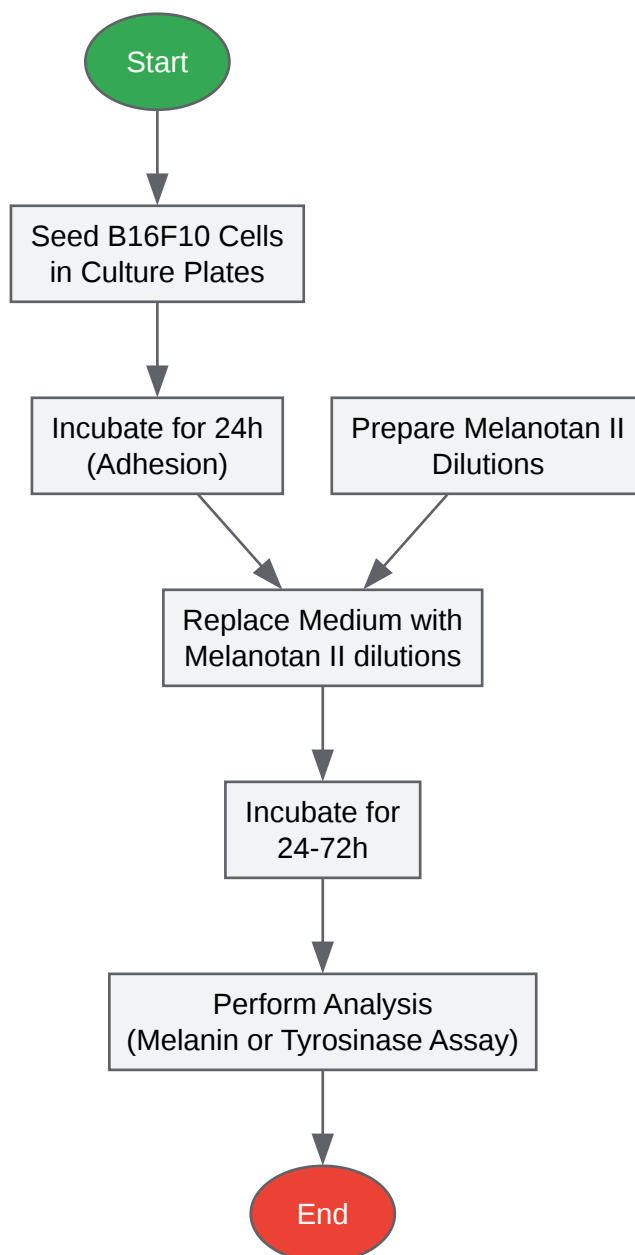 Start
Seed B16F10 Cells
in Culture Plates
Incubate for 24h
(Adhesion)
Prepare Melanotan II
Dilutions
Replace Medium with
Melanotan II dilutions
Incubate for
24-72h
Perform Analysis
(Melanin or Tyrosinase Assay)
End